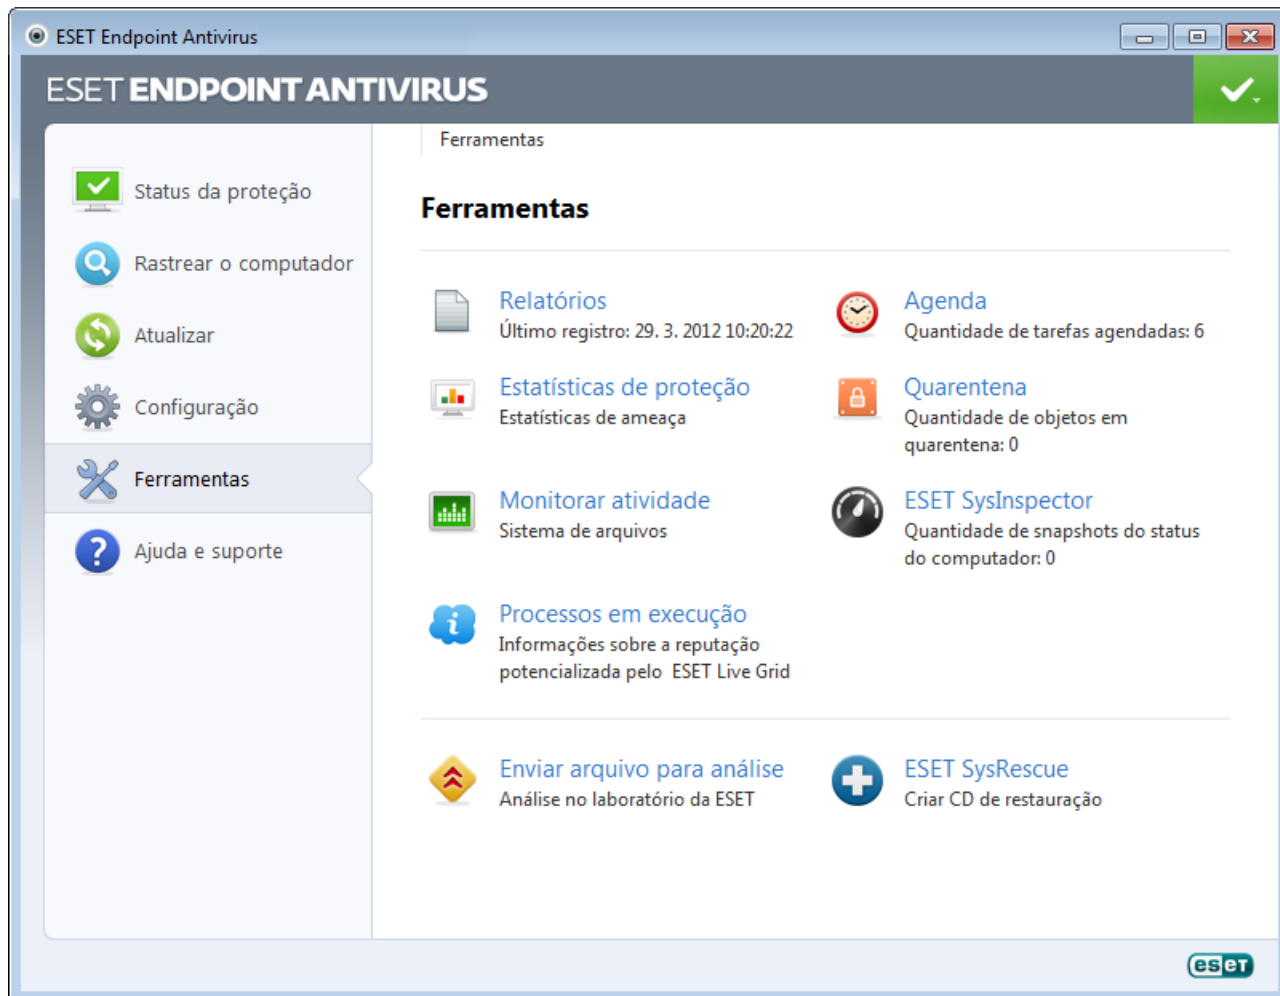 ESET Endpoint Antivirus
ESET ENDPOINT ANTIVIRUS
Status da proteção
Rastrear o computador
Atualizar
Configuração
Ferramentas
Ajuda e suporte
Ferramentas
Ferramentas
Relatórios
Último registro: 29. 3. 2012 10:20:22
Agenda
Quantidade de tarefas agendadas: 6
Estatísticas de proteção
Estatísticas de ameaça
Quarentena
Quantidade de objetos em
quarentena: 0
Monitorar atividade
Sistema de arquivos
ESET SysInspector
Quantidade de snapshots do status
do computador: 0
Processos em execução
Informações sobre a reputação
potencializada pelo ESET Live Grid
Enviar arquivo para análise
Análise no laboratório da ESET
ESET SysRescue
Criar CD de restauração
eset